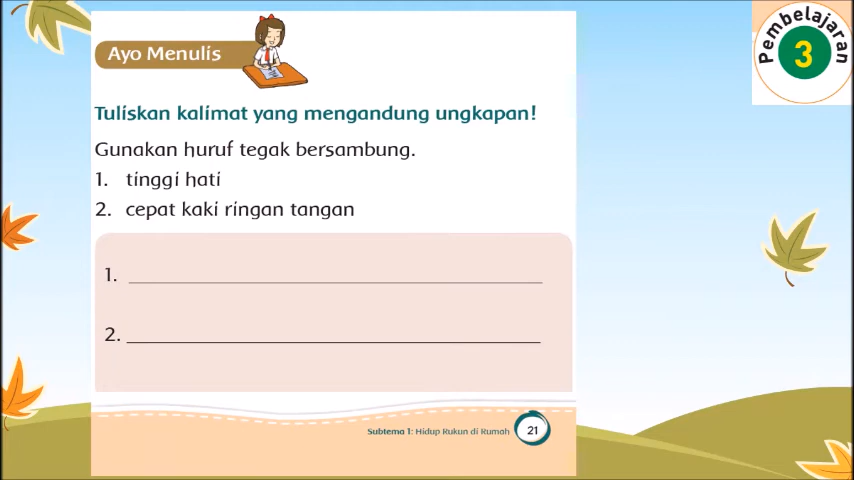 Ayo Menulis
Pembelajaran
3
Tuliskan kalimat yang mengandung ungkapan!
Gunakan huruf tegak bersambung.
1. tinggi hati
2. cepat kaki ringan tangan
1.
2.
Subtema 1: Hidup Rukun di Rumah
21